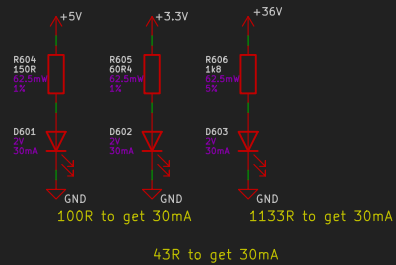 +5V
+3.3V
+36V
R604
150R
62.5mW
1%
R605
60R4
62.5mW
1%
R606
1k8
62.5mW
5%
D601
2V
30mA
D602
2V
30mA
D603
2V
30mA
GND
GND
GND
100R to get 30mA
1133R to get 30mA
43R to get 30mA